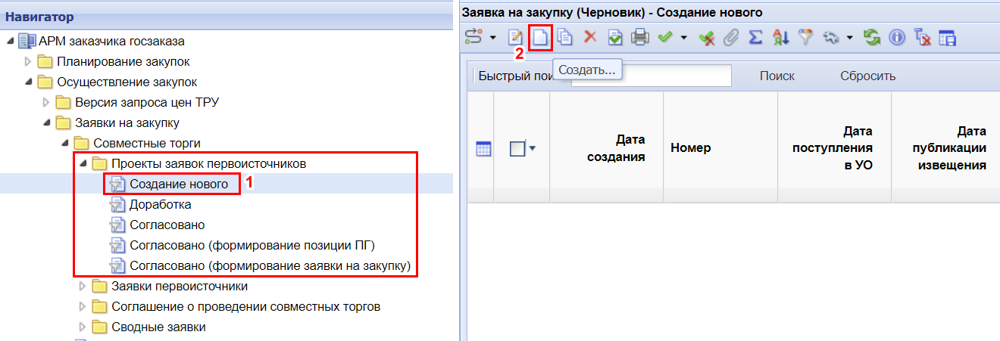 Навигатор
АРМ заказчика госзаказа
Планирование закупок
Осуществление закупок
Версия запроса цен ТРУ
Заявки на закупку
Совместные торги
Проекты заявок первоисточников
Создание нового 1
Доработка
Согласовано
Согласовано (формирование позиции ПГ)
Согласовано (формирование заявки на закупку)
Заявки первоисточники
Соглашение о проведении совместных торгов
Сводные заявки
Заявка на закупку (Черновик) - Создание нового
2
Создать...
Быстрый пои
Поиск
Сбросить
Дата
создания
Номер
Дата
поступления
в УО
Дата
публикации
извещения